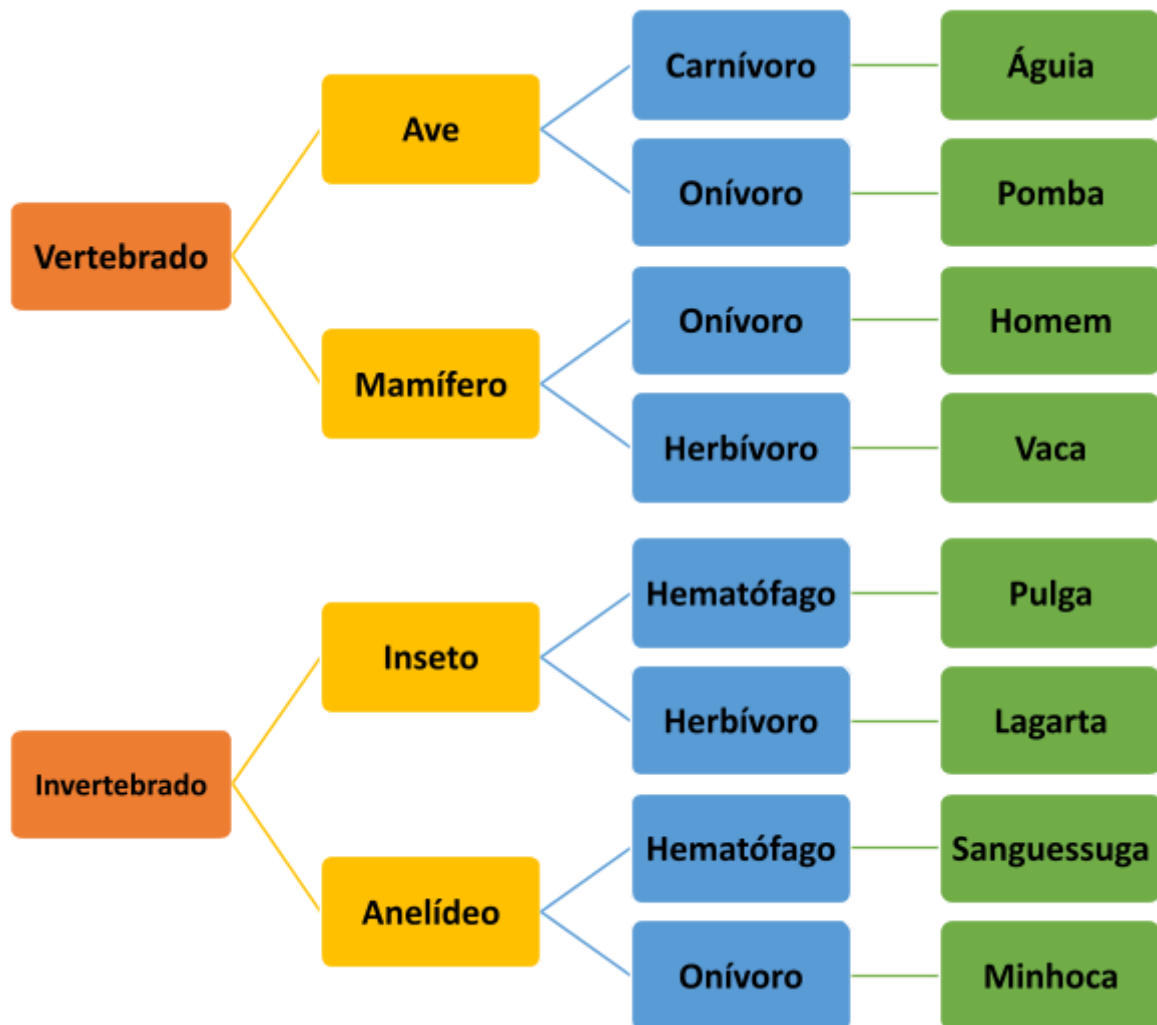 Carnívoro
Águia
Ave
Onívoro
Pomba
Vertebrado
Onívoro
Homem
Mamífero
Herbívoro
Vaca
Hematófago
Pulga
Inseto
Herbívoro
Lagarta
Invertebrado
Hematófago
Sanguessuga
Anelídeo
Onívoro
Minhoca